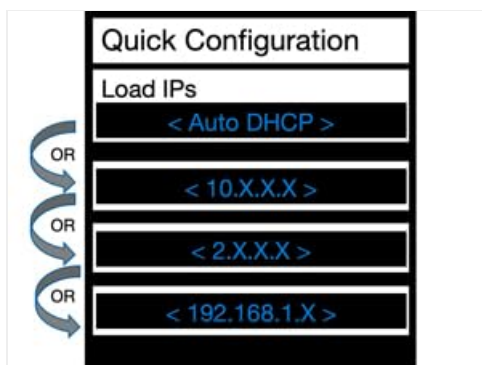 Quick Configuration
Load IPs
< Auto DHCP >
OR
< 10.X.X.X >
OR
< 2.X.X.X >
OR
< 192.168.1.X >